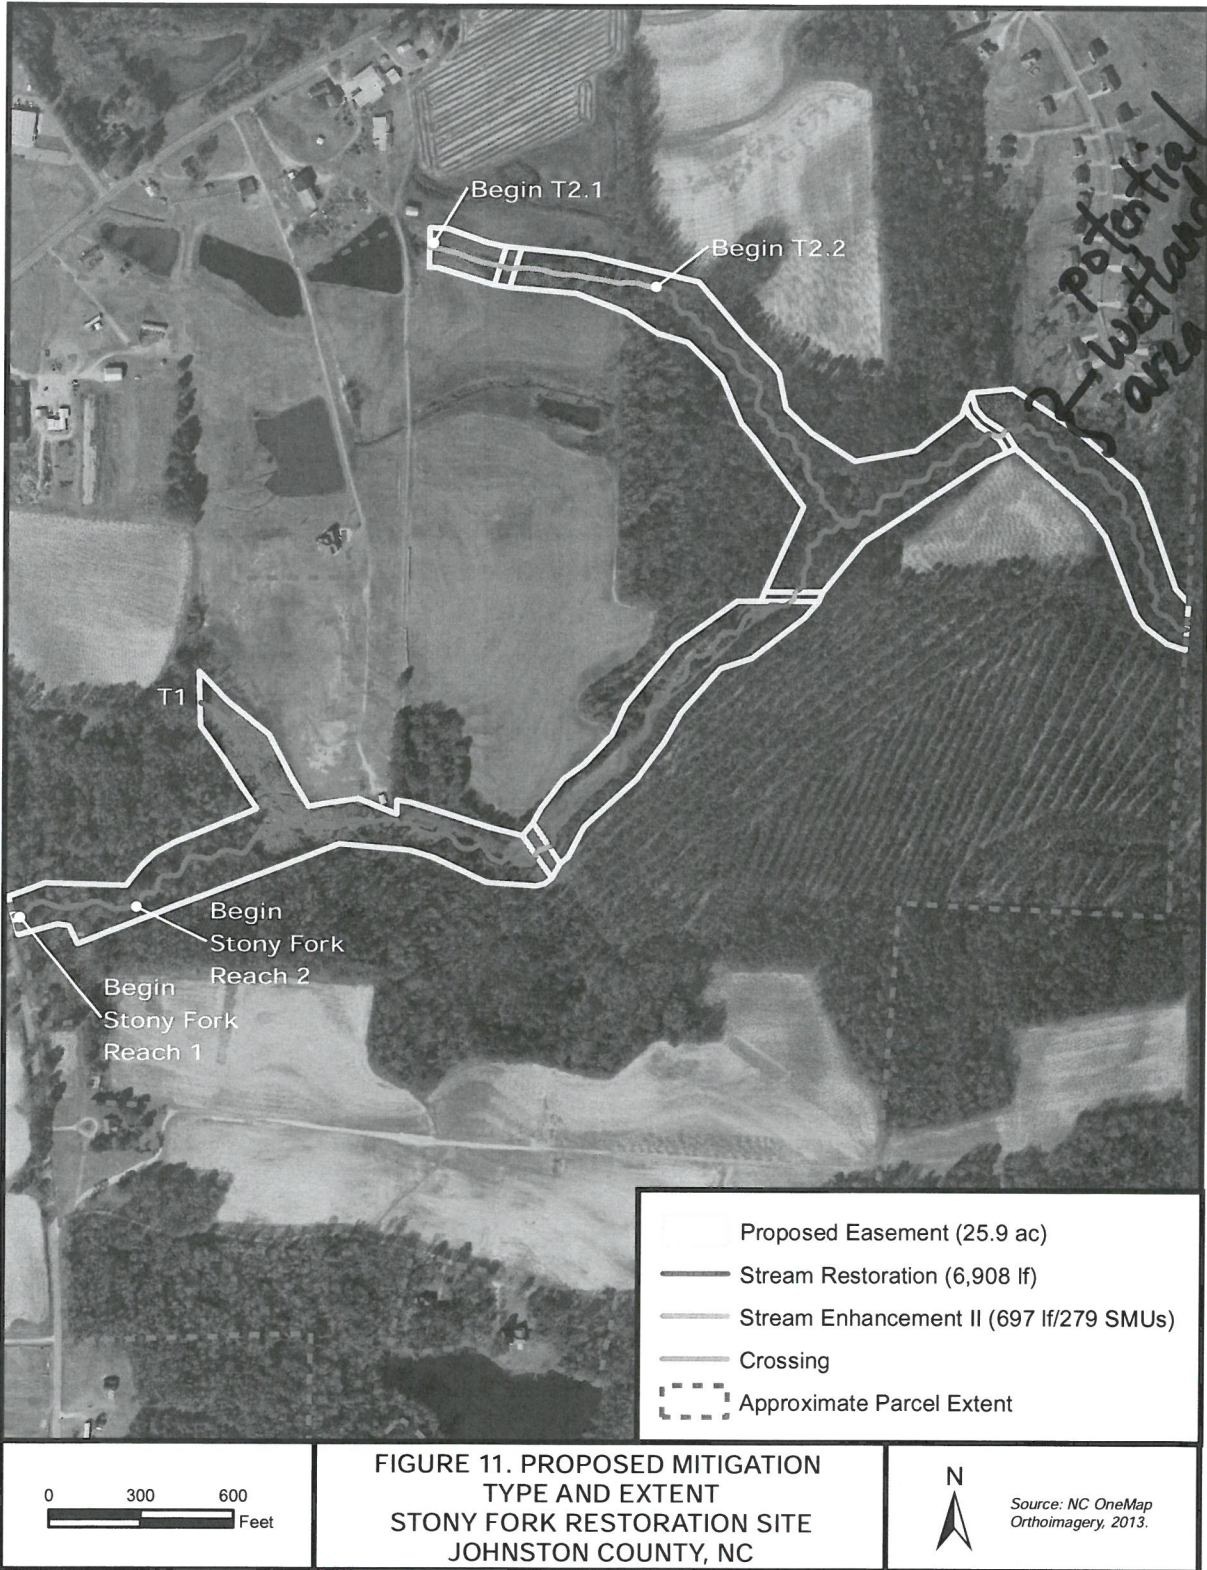 Begin T2.1
Begin T2.2
potential
wetland
area
T1
Begin
Stony Fork
Reach 2
Begin
Stony Fork
Reach 1
Proposed Easement (25.9 ac)
Stream Restoration (6,908 lf)
Stream Enhancement II (697 lf/279 SMUs)
Crossing
Approximate Parcel Extent
0 300 600
Feet
FIGURE 11. PROPOSED MITIGATION
TYPE AND EXTENT
STONY FORK RESTORATION SITE
JOHNSTON COUNTY, NC
N
Source: NC OneMap
Orthoimagery, 2013.